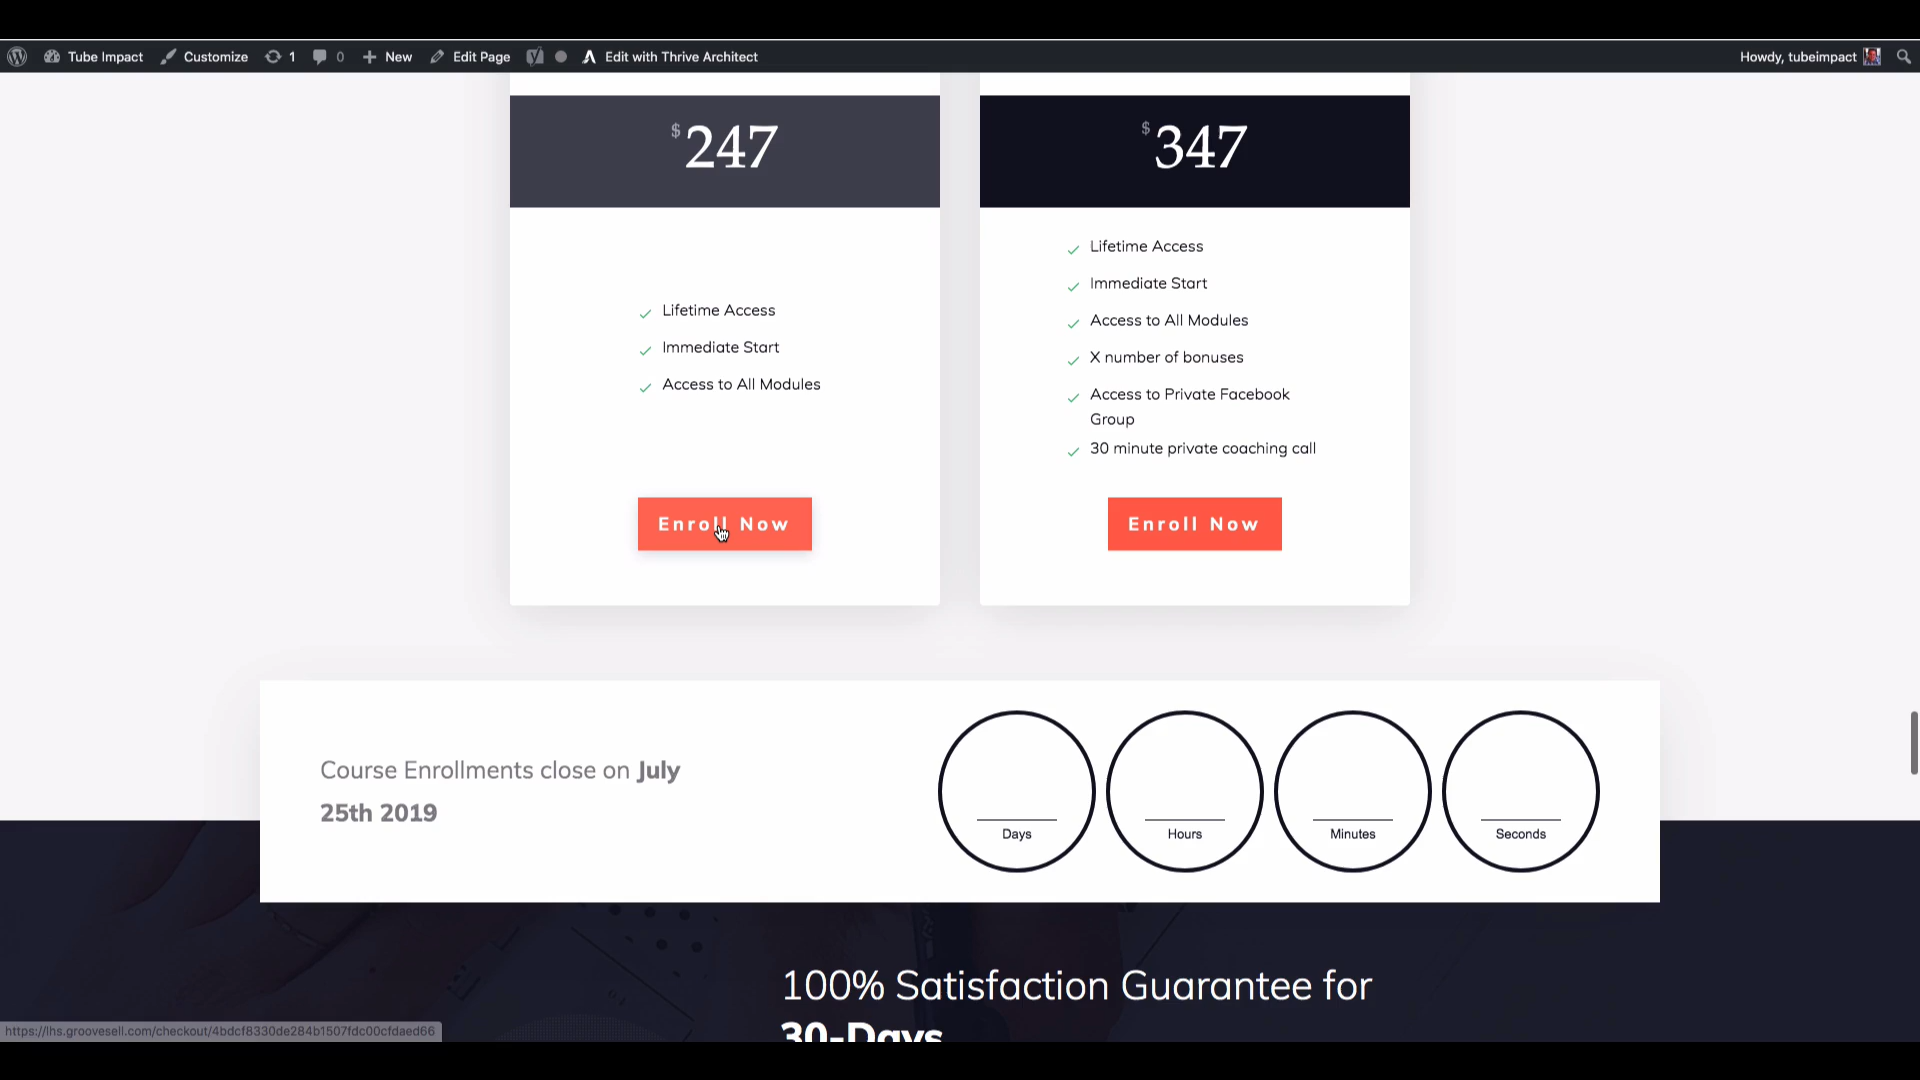 Tube Impact Customize 1 0 New Edit Page Edit with Thrive Architect Howdy, tubeimpact
$247
$347
Lifetime Access
Immediate Start
Access to All Modules
Enroll Now
Lifetime Access
Immediate Start
Access to All Modules
X number of bonuses
Access to Private Facebook
Group
30 minute private coaching call
Enroll Now
Course Enrollments close on July
25th 2019
Days Hours Minutes Seconds
100% Satisfaction Guarantee for
30-Days
https://lhs.groovesell.com/checkout/4bdcf8330de284b1507fdc00cfdaed66